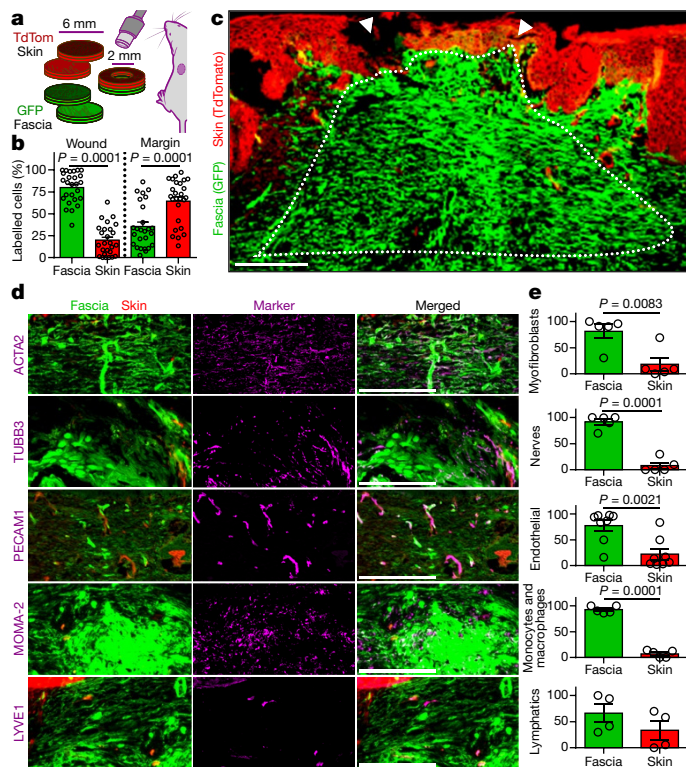 a
6 mm
TdTom
Skin
2 mm
GFP
Fascia
b
Wound
Margin
P = 0.0001
P = 0.0001
Labelled cells (%)
100
75
50
25
0
Fascia
Skin
Fascia
Skin
c
Skin (TdTomato)
Fascia (GFP)
d
Fascia
Skin
Marker
Merged
ACTA2
TUBB3
PECAM1
MOMA-2
LYVE1
e
P = 0.0083
Myofibroblasts
100
50
0
Fascia
Skin
P = 0.0001
Nerves
100
50
0
Fascia
Skin
P = 0.0021
Endothelial
100
50
0
Fascia
Skin
P = 0.0001
Monocytes and
macrophages
100
50
0
Fascia
Skin
Lymphatics
100
50
0
Fascia
Skin